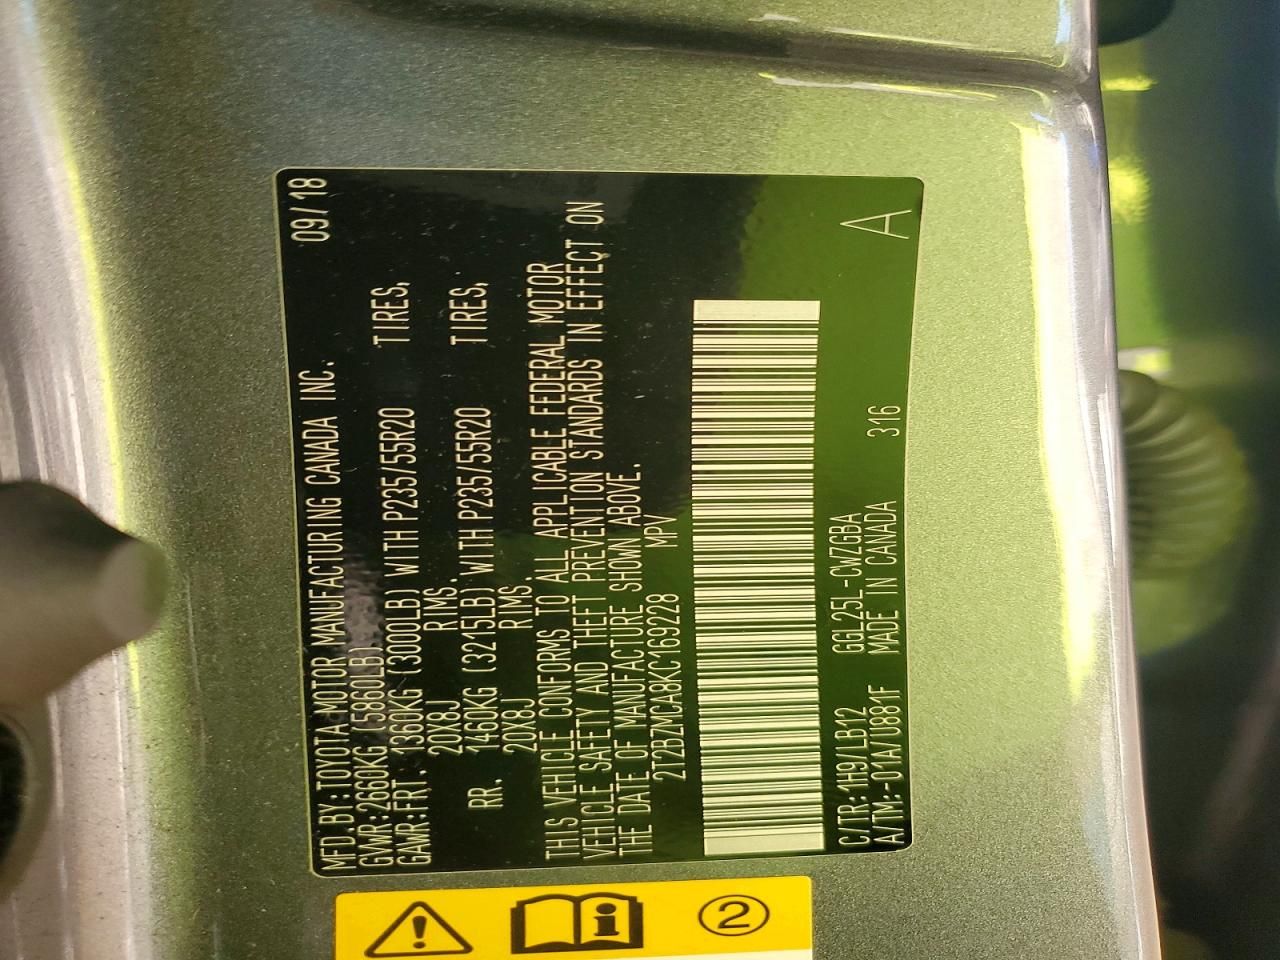 MFD.BY:TOYOTA MOTOR MANUFACTURING CANADA INC. 09/18
GVWR:2660KG (5860LB)
GAWR:FRT. 1360KG (3000LB) WITH P235/55R20 TIRES,
20X8J RIMS.
RR. 1460KG (3215LB) WITH P235/55R20 TIRES,
20X8J RIMS.
THIS VEHICLE CONFORMS TO ALL APPLICABLE FEDERAL MOTOR
VEHICLE SAFETY AND THEFT PREVENTION STANDARDS IN EFFECT ON
THE DATE OF MANUFACTURE SHOWN ABOVE.
2T2BZMCA8KC169228 MPV
C/TR:1H9/LB12 GGL25L-CWZGBA
A/TM:-01A/U881F MADE IN CANADA 316
A
2